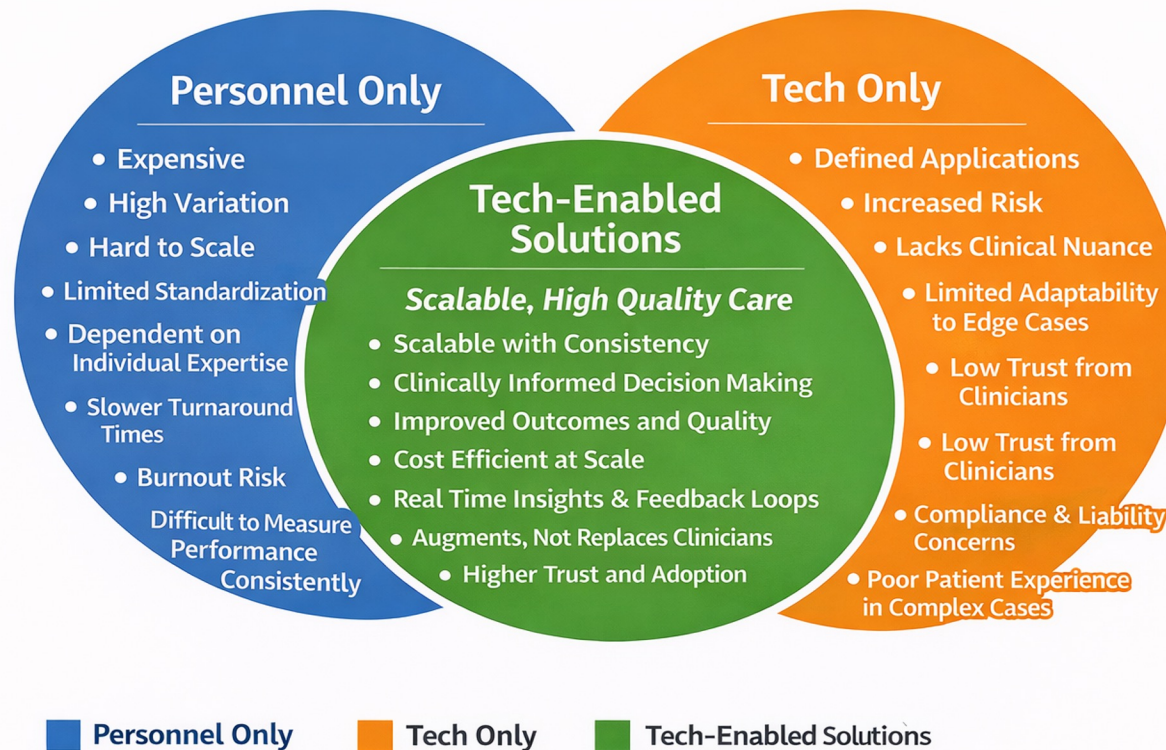 Personnel Only
• Expensive
• High Variation
• Hard to Scale
• Limited Standardization
• Dependent on
Individual Expertise
• Slower Turnaround
Times
• Burnout Risk
Difficult to Measure
Performance
Consistently
Tech-Enabled
Solutions
Scalable, High Quality Care
• Scalable with Consistency
• Clinically Informed Decision Making
• Improved Outcomes and Quality
• Cost Efficient at Scale
• Real Time Insights & Feedback Loops
• Augments, Not Replaces Clinicians
• Higher Trust and Adoption
Tech Only
• Defined Applications
• Increased Risk
• Lacks Clinical Nuance
• Limited Adaptability
to Edge Cases
• Low Trust from
Clinicians
• Low Trust from
Clinicians
• Compliance & Liability
Concerns
• Poor Patient Experience
in Complex Cases
Personnel Only
Tech Only
Tech-Enabled Solutions